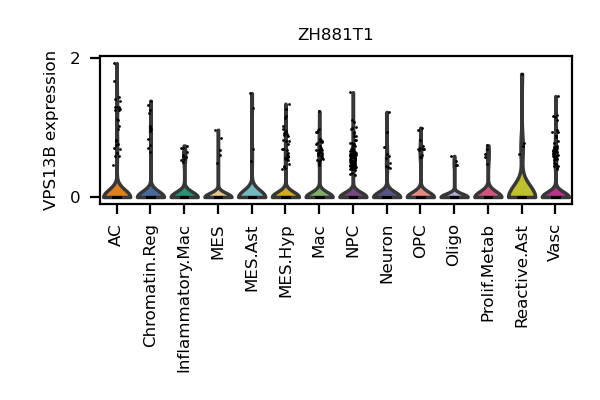 ZH881T1
VPS13B expression
2
0
AC
Chromatin.Reg
Inflammatory.Mac
MES
MES.Ast
MES.Hyp
Mac
NPC
Neuron
OPC
Oligo
Prolif.Metab
Reactive.Ast
Vasc